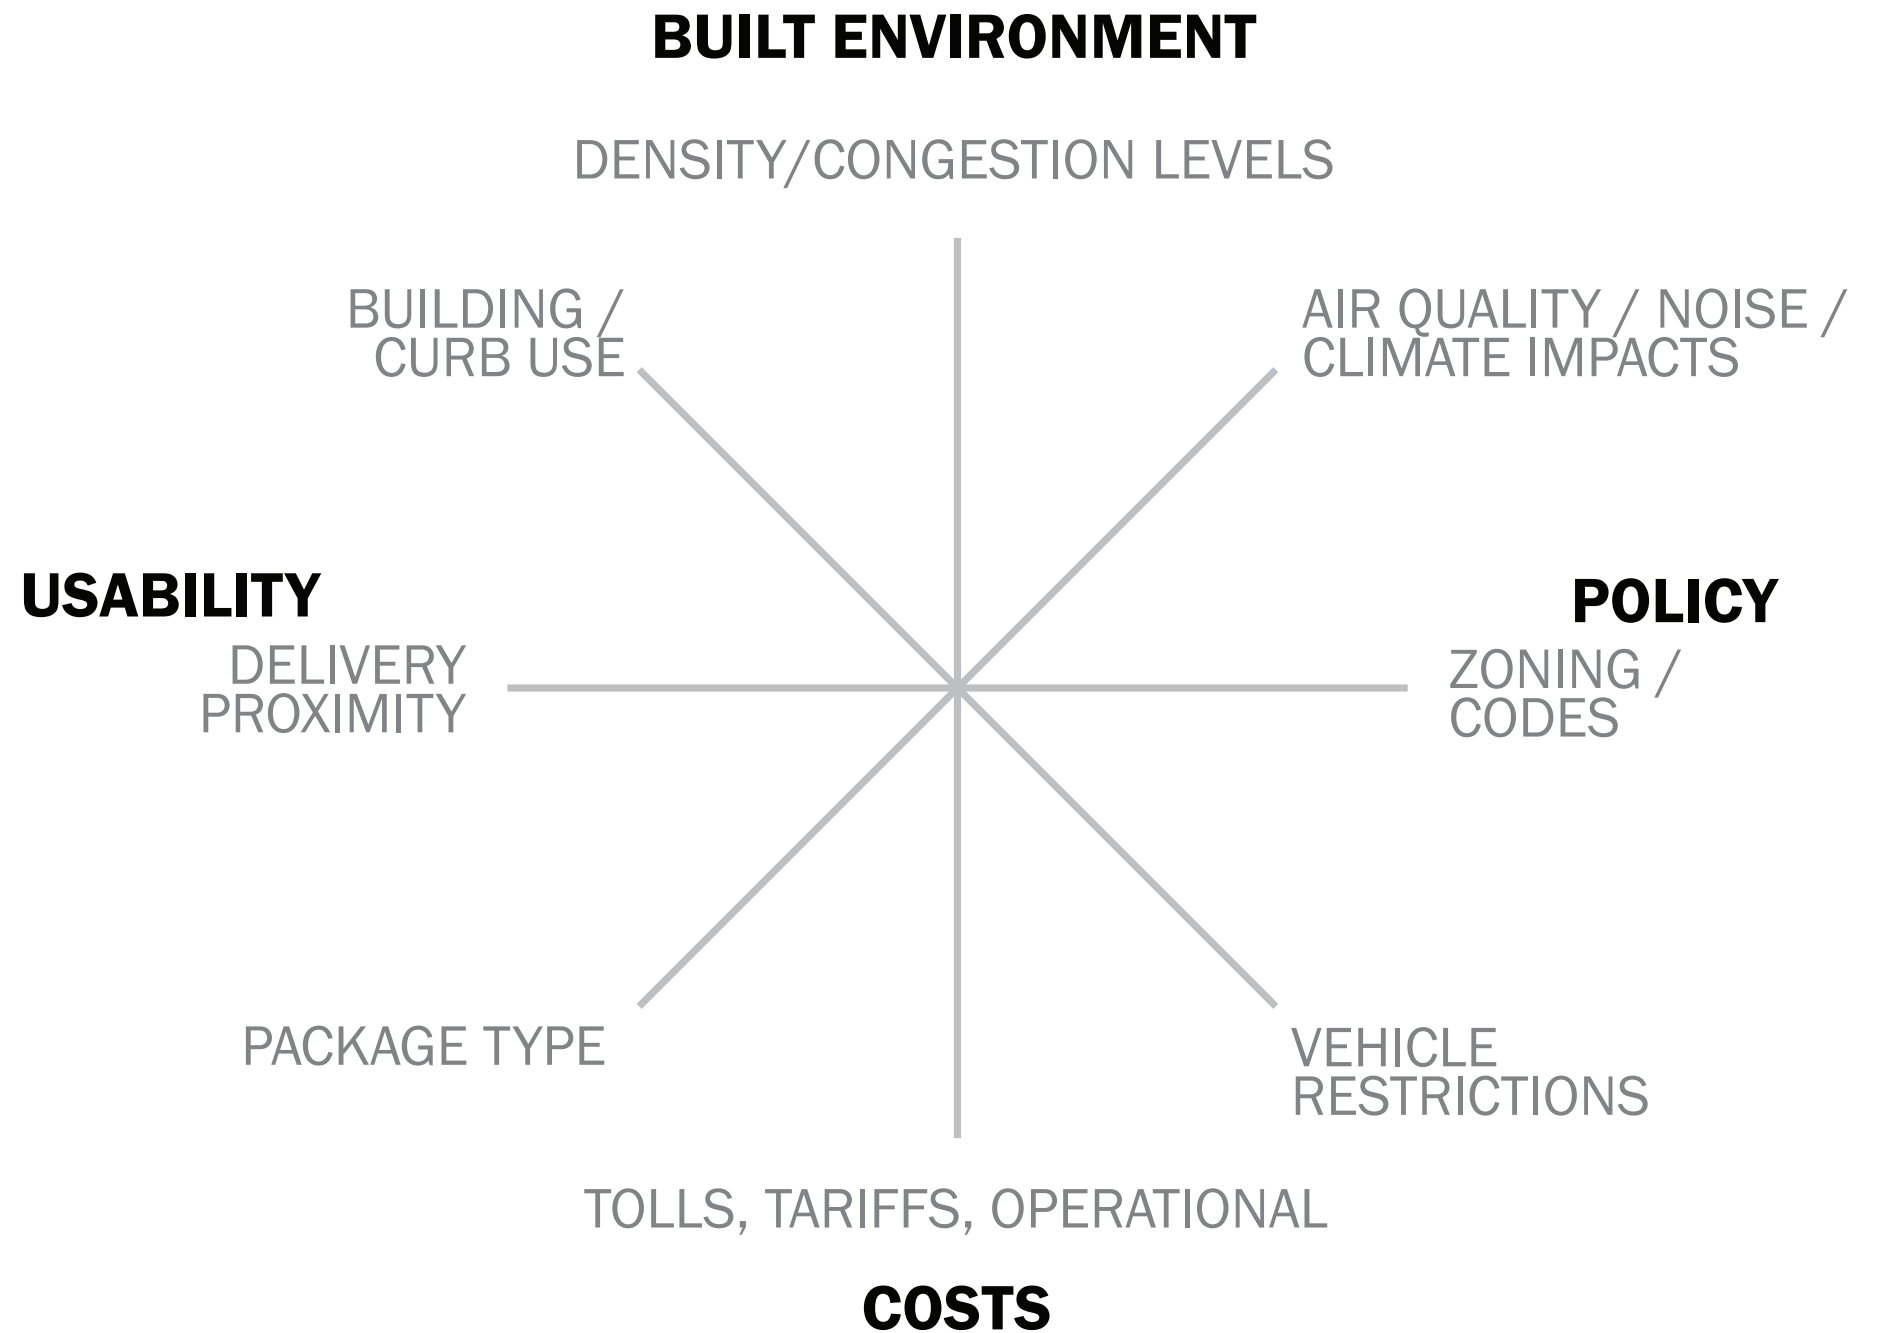 BUILT ENVIRONMENT
DENSITY/CONGESTION LEVELS
BUILDING /
CURB USE
AIR QUALITY / NOISE /
CLIMATE IMPACTS
USABILITY
DELIVERY
PROXIMITY
POLICY
ZONING /
CODES
PACKAGE TYPE
VEHICLE
RESTRICTIONS
TOLLS, TARIFFS, OPERATIONAL
COSTS